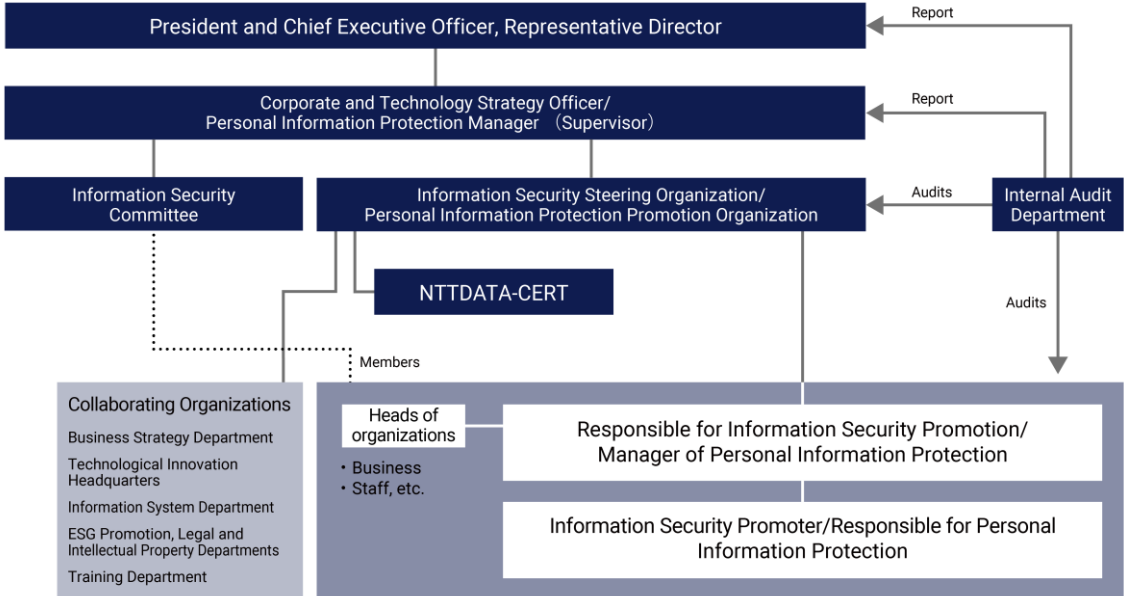 President and Chief Executive Officer, Representative Director
Report
Corporate and Technology Strategy Officer/
Personal Information Protection Manager （Supervisor）
Report
Information Security
Committee
Information Security Steering Organization/
Personal Information Protection Promotion Organization
Audits
Internal Audit
Department
NTTDATA-CERT
Audits
Members
Collaborating Organizations
Business Strategy Department
Technological Innovation
Headquarters
Information System Department
ESG Promotion, Legal and
Intellectual Property Departments
Training Department
Heads of
organizations
・Business
・Staff, etc.
Responsible for Information Security Promotion/
Manager of Personal Information Protection
Information Security Promoter/Responsible for Personal
Information Protection